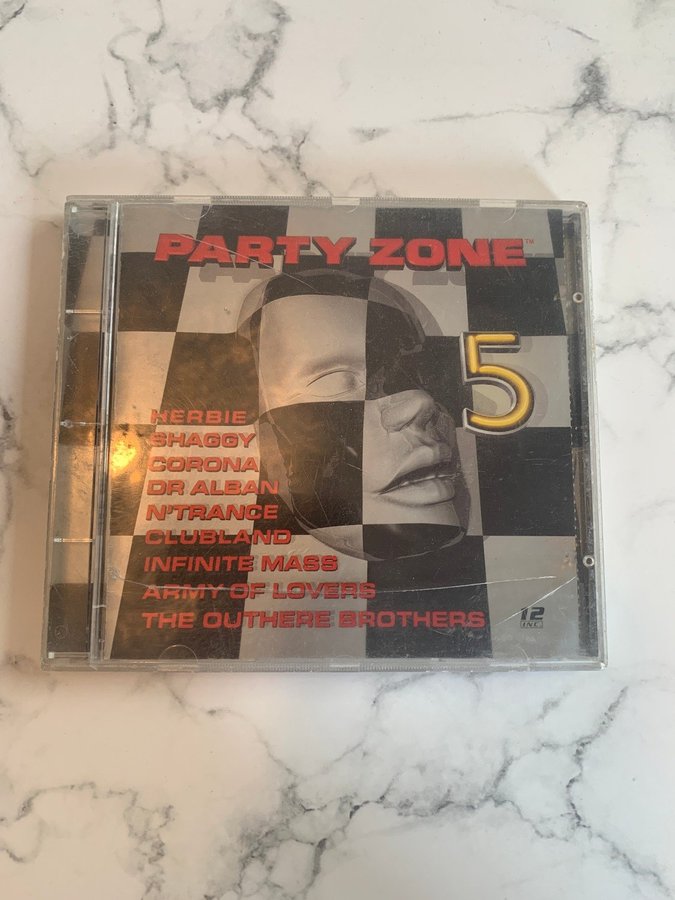 PARTY ZONE™
5
HERBIE
SHAGGY
CORONA
DR ALBAN
N'TRANCE
CLUBLAND
INFINITE MASS
ARMY OF LOVERS
THE OUTHERE BROTHERS
12
INC